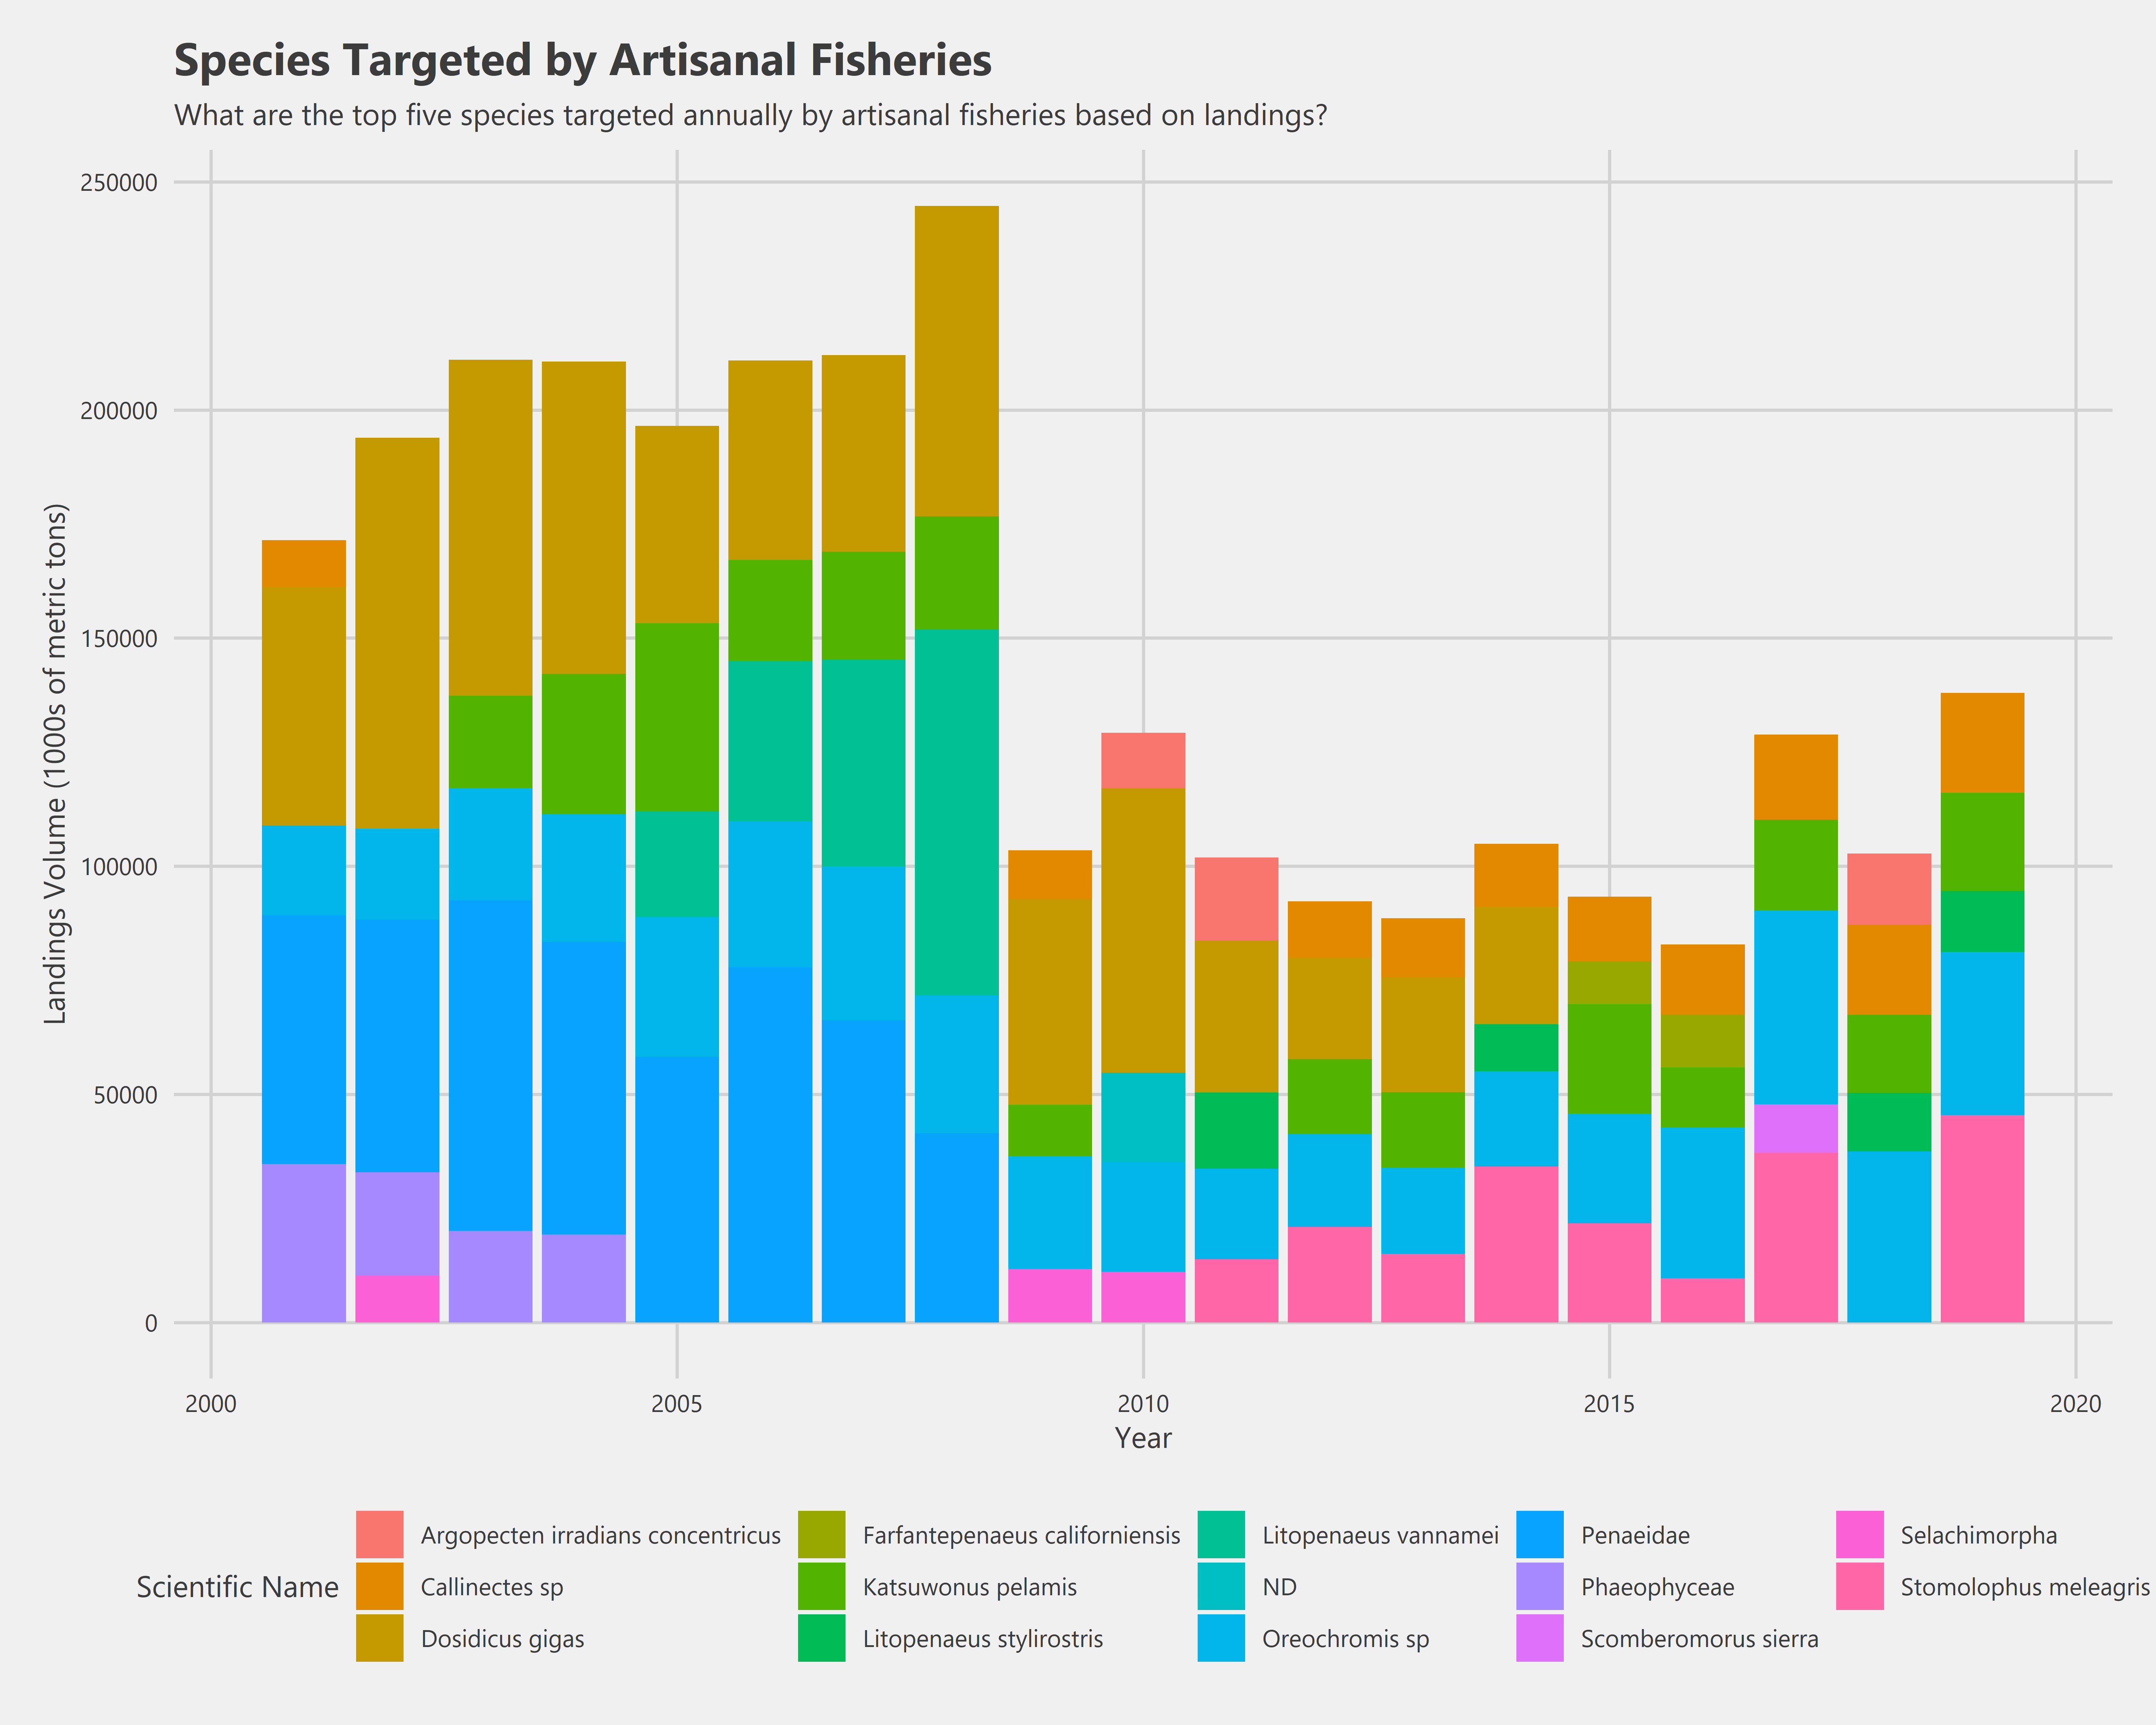 Species Targeted by Artisanal Fisheries
What are the top five species targeted annually by artisanal fisheries based on landings?
250000
200000
150000
100000
50000
0
Landings Volume (1000s of metric tons)
2000 2005 2010 2015 2020
Year
Scientific Name
Argopecten irradians concentricus
Callinectes sp
Dosidicus gigas
Farfantepenaeus californiensis
Katsuwonus pelamis
Litopenaeus stylirostris
Litopenaeus vannamei
ND
Oreochromis sp
Penaeidae
Phaeophyceae
Scomberomorus sierra
Selachimorpha
Stomolophus meleagris